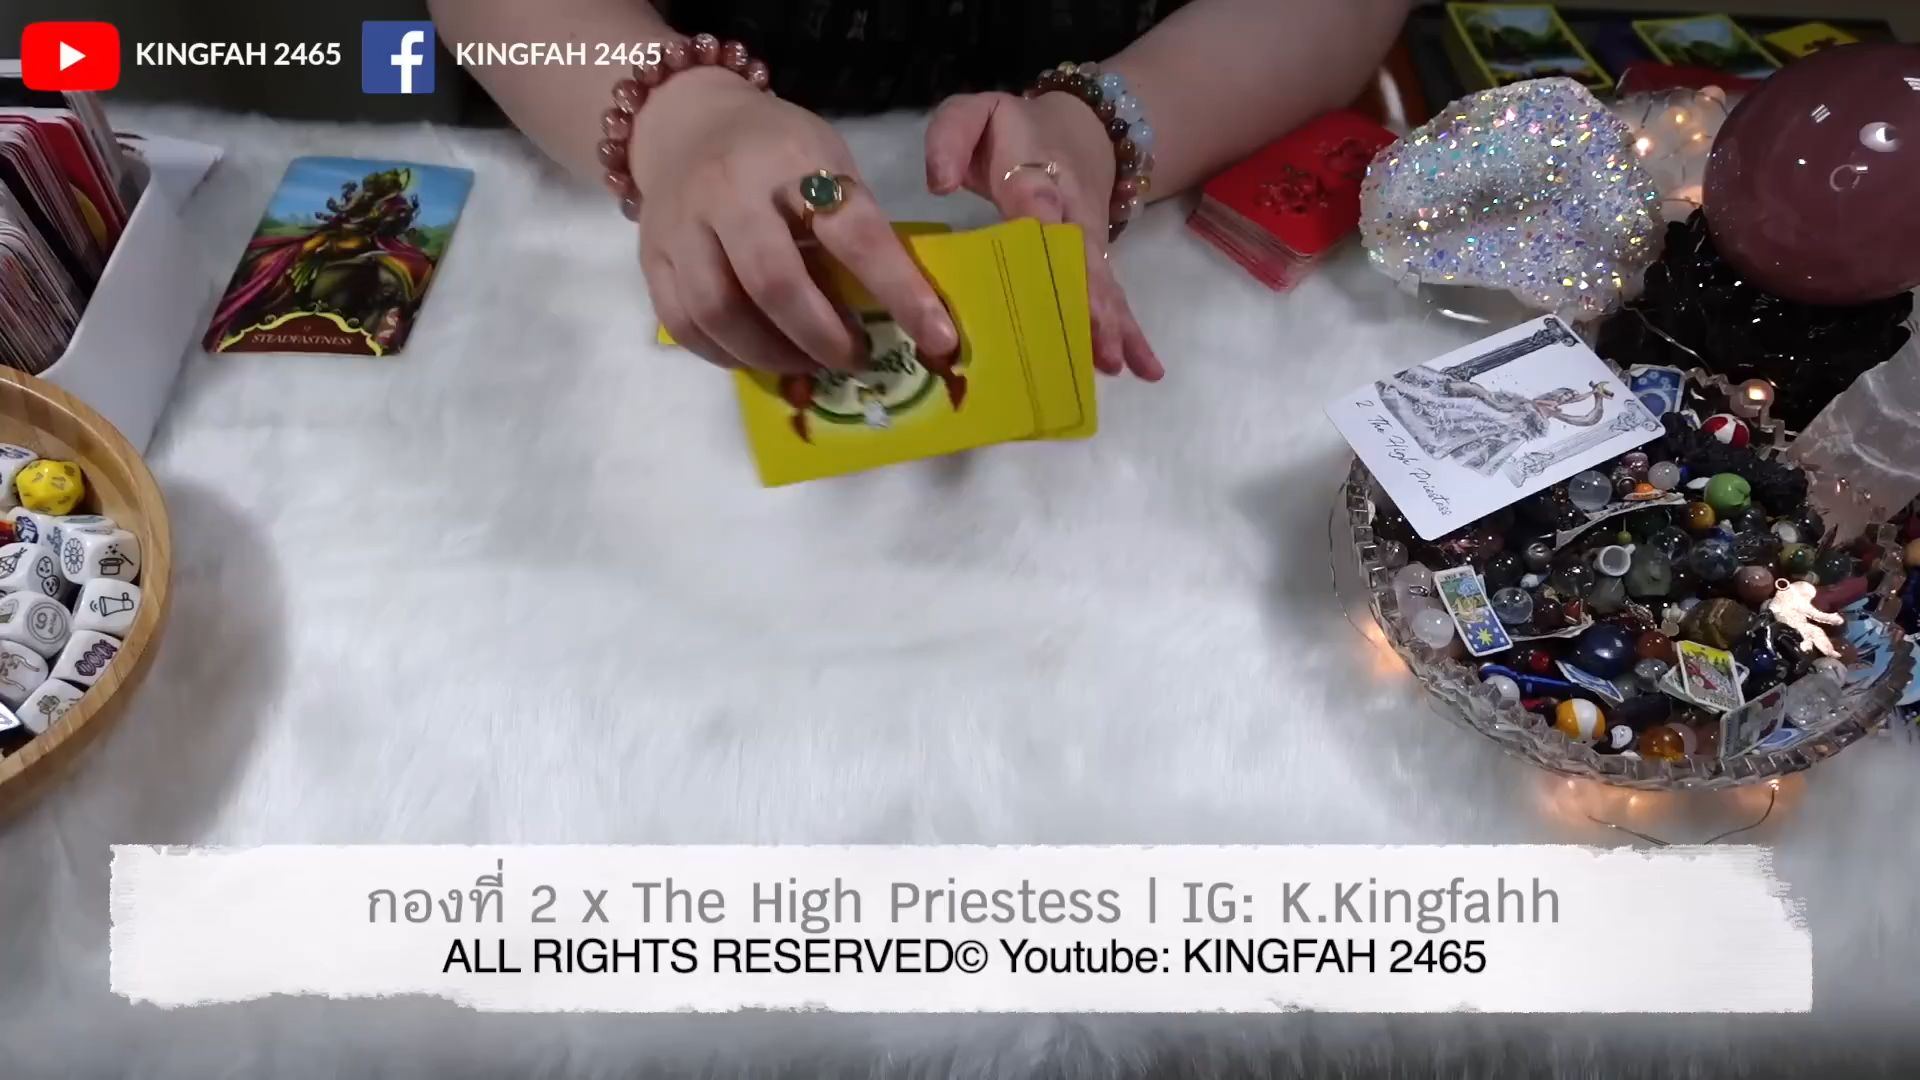 KINGFAH 2465
KINGFAH 2465
STEADFASTNESS
2 The High Priestess
กองที่ 2 x The High Priestess | IG: K.Kingfahh
ALL RIGHTS RESERVED© Youtube: KINGFAH 2465